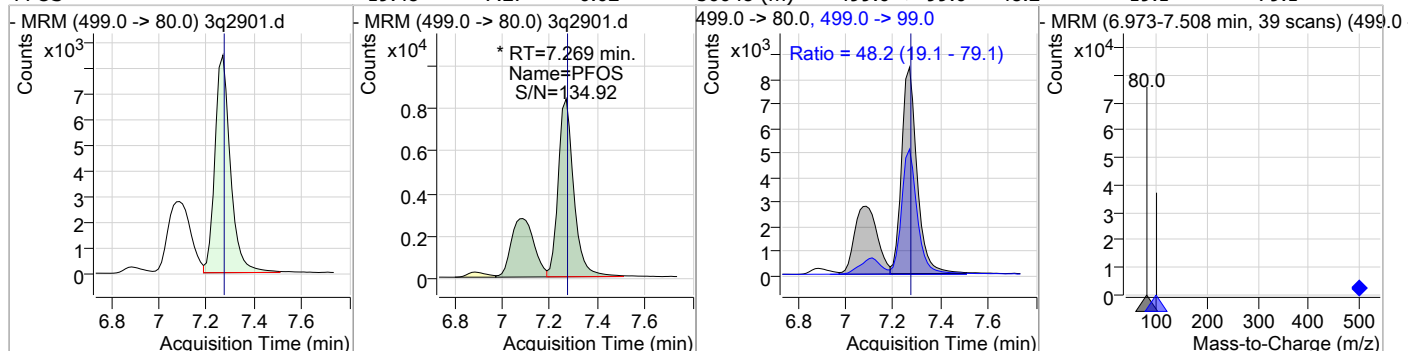 - MRM (499.0 -> 80.0) 3q2901.d
x10³
Counts
7
6
5
4
3
2
1
0
6.8 7 7.2 7.4 7.6
Acquisition Time (min)
- MRM (499.0 -> 80.0) 3q2901.d
x10⁴
Counts
* RT=7.269 min.
Name=PFOS
S/N=134.92
0.8
0.6
0.4
0.2
0
6.8 7 7.2 7.4 7.6
Acquisition Time (min)
499.0 -> 80.0, 499.0 -> 99.0
x10³
Counts
Ratio = 48.2 (19.1 - 79.1)
8
7
6
5
4
3
2
1
0
6.8 7 7.2 7.4 7.6
Acquisition Time (min)
- MRM (6.973-7.508 min, 39 scans) (499.0
x10⁴
Counts
80.0
7
6
5
4
3
2
1
0
100 200 300 400 500
Mass-to-Charge (m/z)